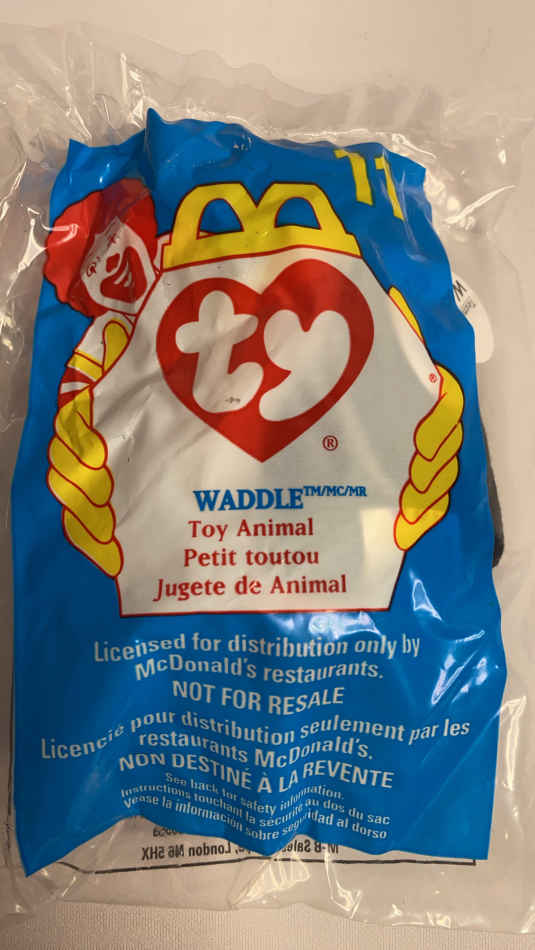 11
ty
®
®
WADDLE™/MC/MR
Toy Animal
Petit toutou
Jugete de Animal
Licensed for distribution only by
McDonald's restaurants.
NOT FOR RESALE
Licencié pour distribution seulement par les
restaurants McDonald's.
NON DESTINÉ À LA REVENTE
See back for safety information.
Instructions touchant la sécurité au dos du sac
Vease la información sobre seguridad al dorso
M-B Sales, London N6 5HX